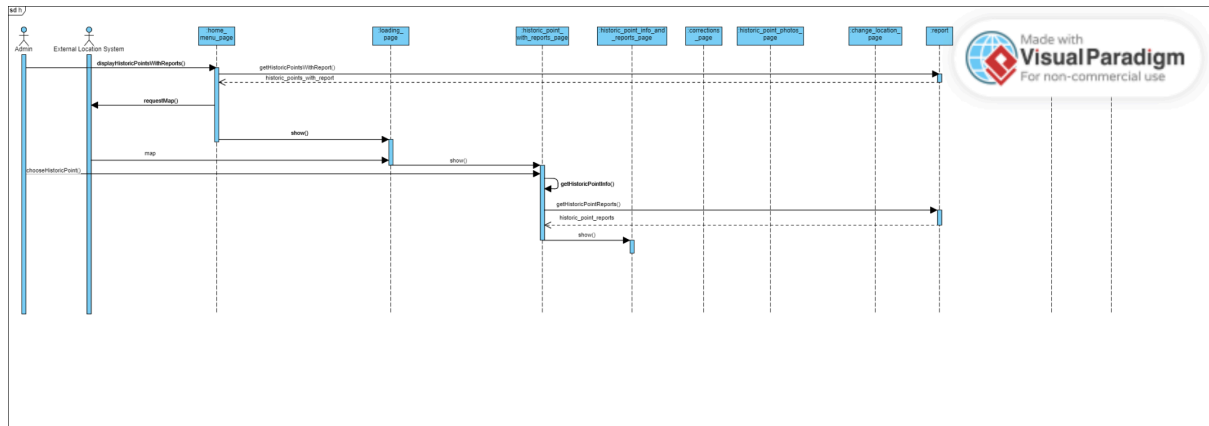 sd h
:home_
menu_page
:loading_
page
:historic_point_
with_reports_page
:historic_point_info_and
_reports_page
:corrections
_page
:historic_point_photos_
page
:change_location_
page
:report
Admin
External Location System
Made with
Visual Paradigm
For non-commercial use
displayHistoricPointsWithReports()
getHistoricPointsWithReport()
historic_points_with_report
requestMap()
show()
map
show()
chooseHistoricPoint()
getHistoricPointInfo()
getHistoricPointReports()
historic_point_reports
show()